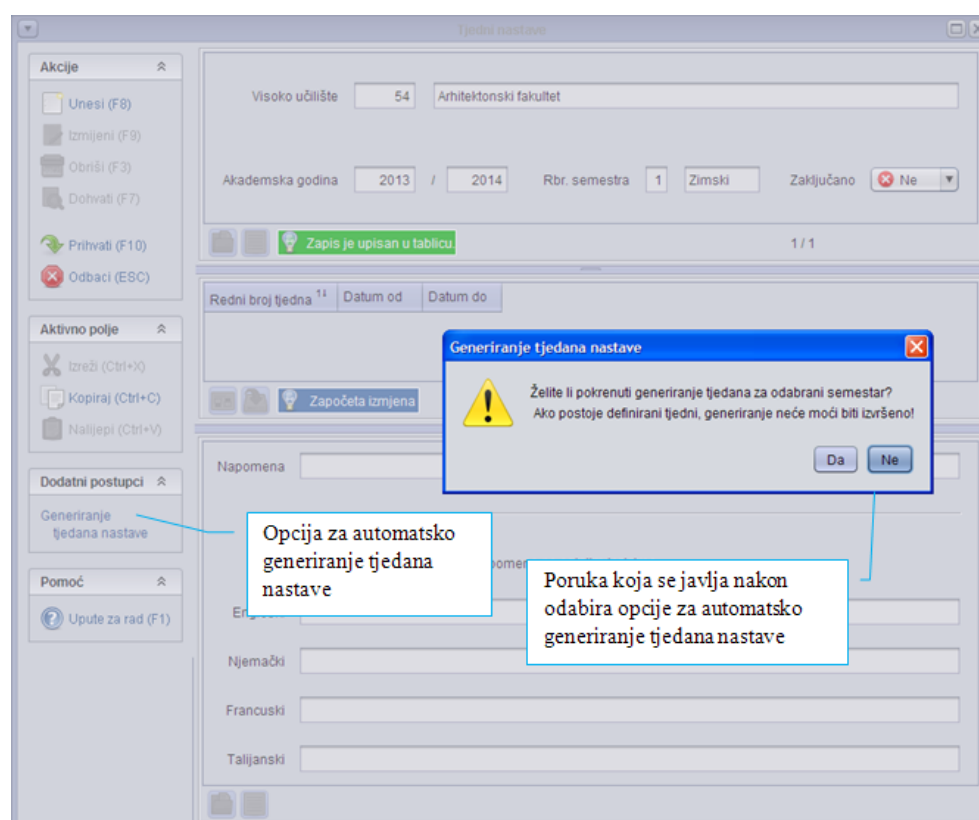 Tjedni nastave
Akcije
Unesi (F8)
Izmijeni (F9)
Obriši (F3)
Dohvati (F7)
Prihvati (F10)
Odbaci (ESC)
Aktivno polje
Izreži (Ctrl+X)
Kopiraj (Ctrl+C)
Nalijepi (Ctrl+V)
Dodatni postupci
Generiranje
tjedana nastave
Pomoć
Upute za rad (F1)
Visoko učilište 54 Arhitektonski fakultet
Akademska godina 2013 / 2014 Rbr. semestra 1 Zimski Zaključano Ne
Zapis je upisan u tablicu. 1 / 1
Redni broj tjedna Datum od Datum do
Započeta izmjena
Generiranje tjedana nastave
Želite li pokrenuti generiranje tjedana za odabrani semestar?
Ako postoje definirani tjedni, generiranje neće moći biti izvršeno!
Da Ne
Napomena
Opcija za automatsko
generiranje tjedana
nastave
Poruka koja se javlja nakon
odabira opcije za automatsko
generiranje tjedana nastave
Njemački
Francuski
Talijanski